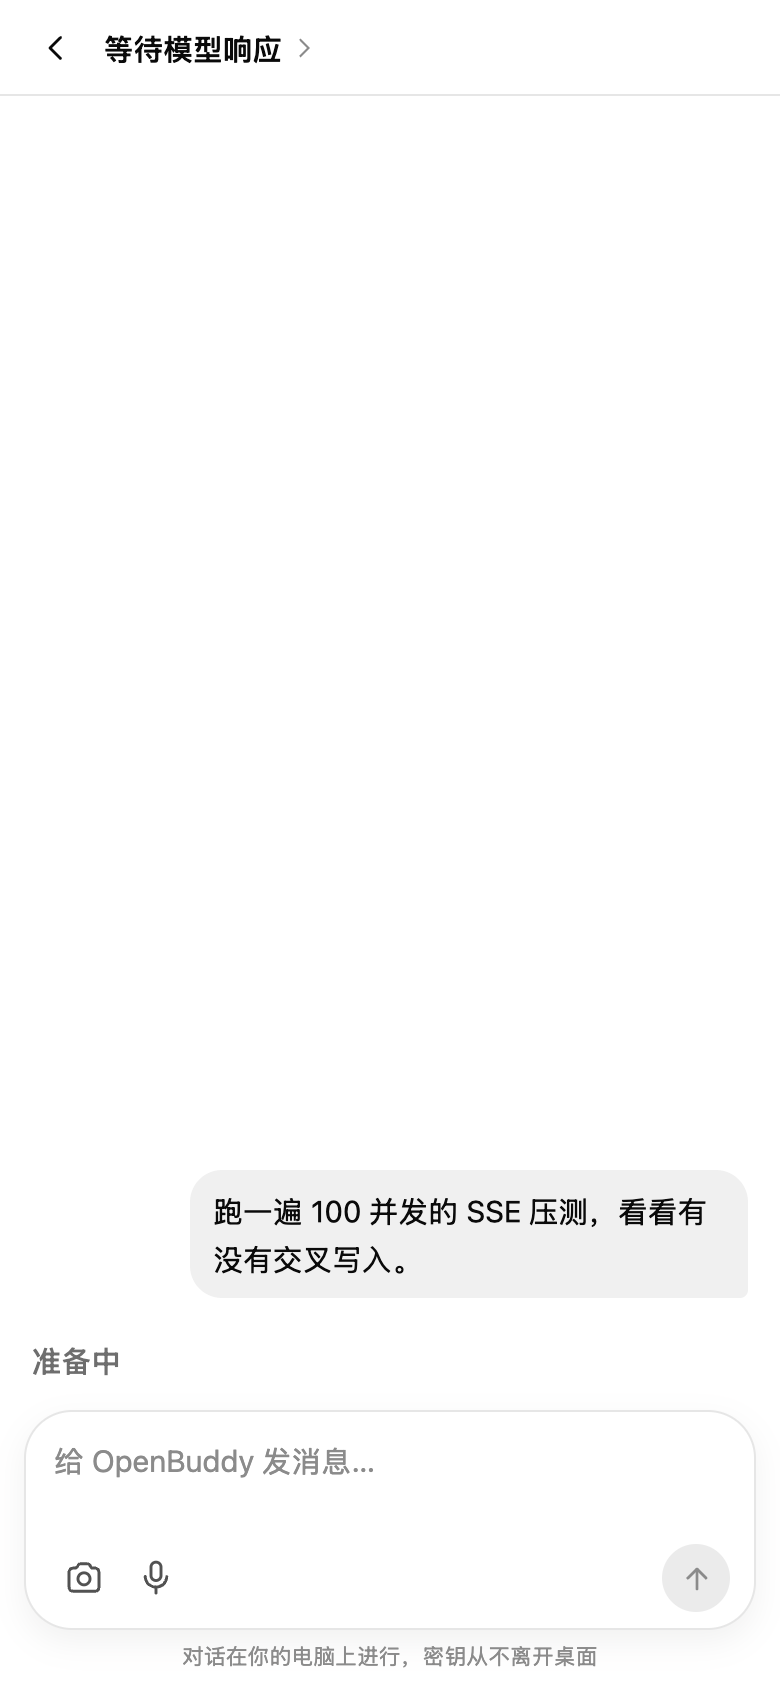 等待模型响应
跑一遍 100 并发的 SSE 压测，看看有
没有交叉写入。
准备中
给 OpenBuddy 发消息...
对话在你的电脑上进行，密钥从不离开桌面